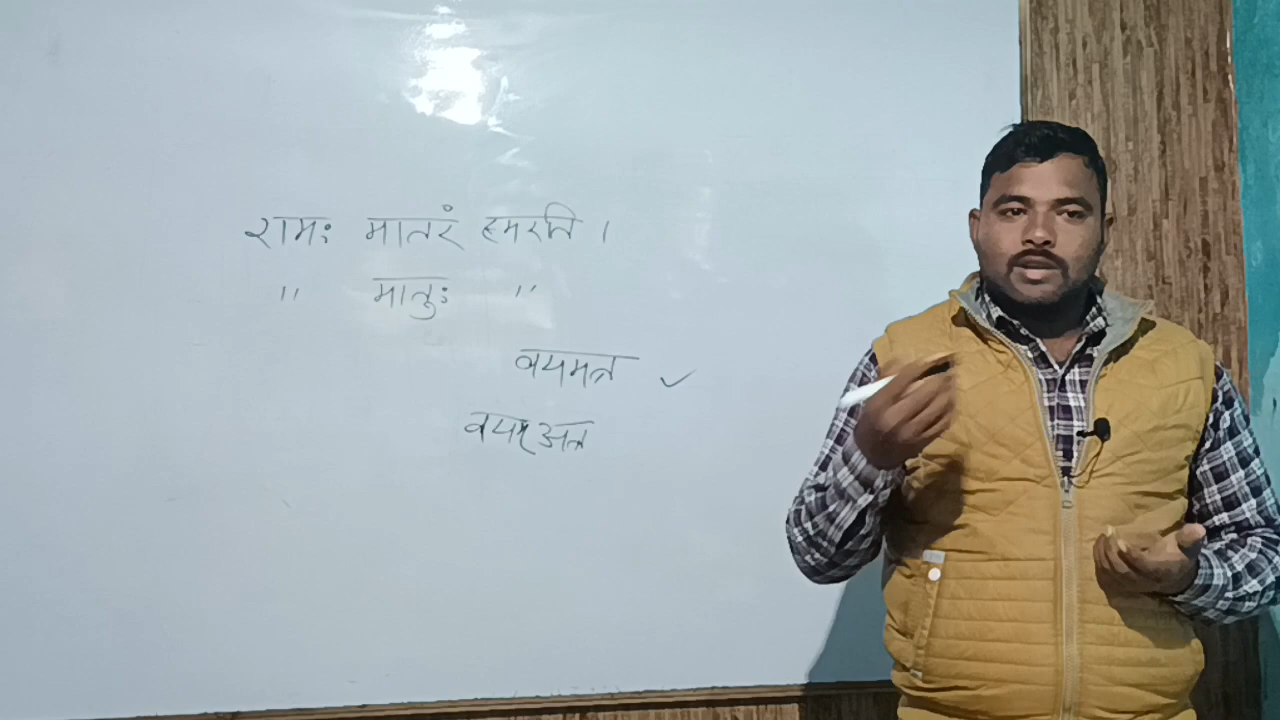 रामः मातरं स्मरति ।
" मातुः "
वयमत्र ✓
वयम् अत्र